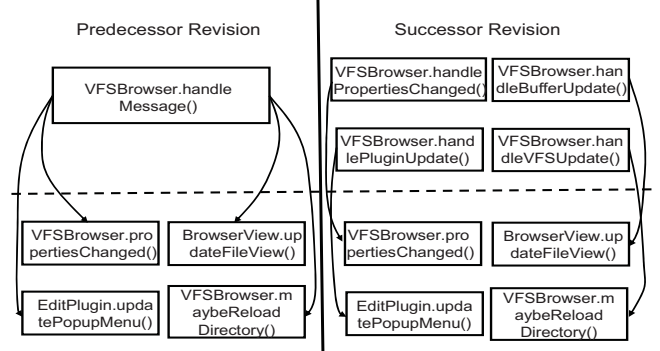 Predecessor Revision
VFSBrowser.handle
Message()
VFSBrowser.pro
pertiesChanged()
BrowserView.up
dateFileView()
EditPlugin.upda
tePopupMenu()
VFSBrowser.m
aybeReload
Directory()
Successor Revision
VFSBrowser.handle
PropertiesChanged()
VFSBrowser.han
dleBufferUpdate()
VFSBrowser.hand
lePluginUpdate()
VFSBrowser.han
dleVFSUpdate()
VFSBrowser.pro
pertiesChanged()
BrowserView.up
dateFileView()
EditPlugin.upda
tePopupMenu()
VFSBrowser.m
aybeReload
Directory()